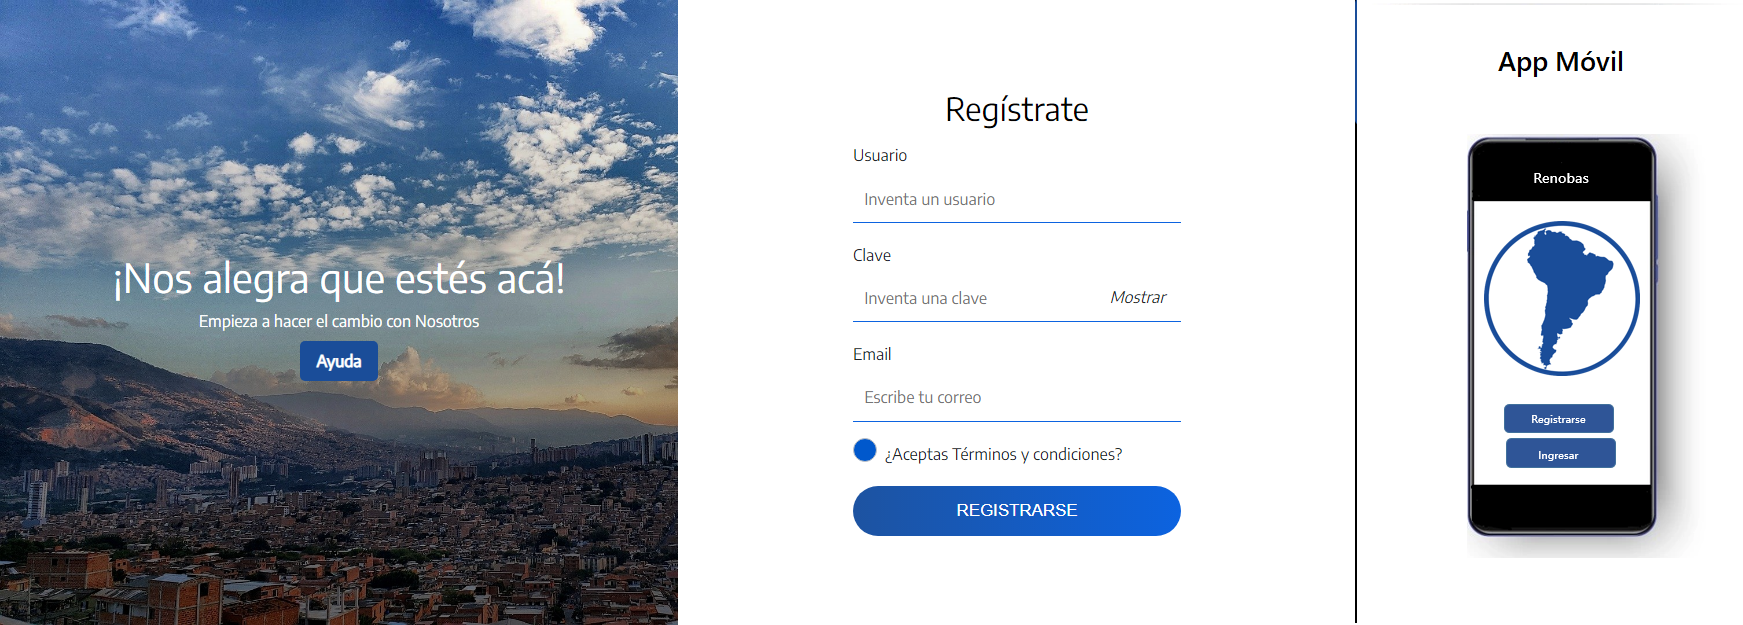 ¡Nos alegra que estés acá!
Empieza a hacer el cambio con Nosotros
Ayuda
Regístrate
Usuario
Inventa un usuario
Clave
Inventa una clave
Mostrar
Email
Escribe tu correo
¿Aceptas Términos y condiciones?
REGISTRARSE
App Móvil
Renobas
Registrarse
Ingresar